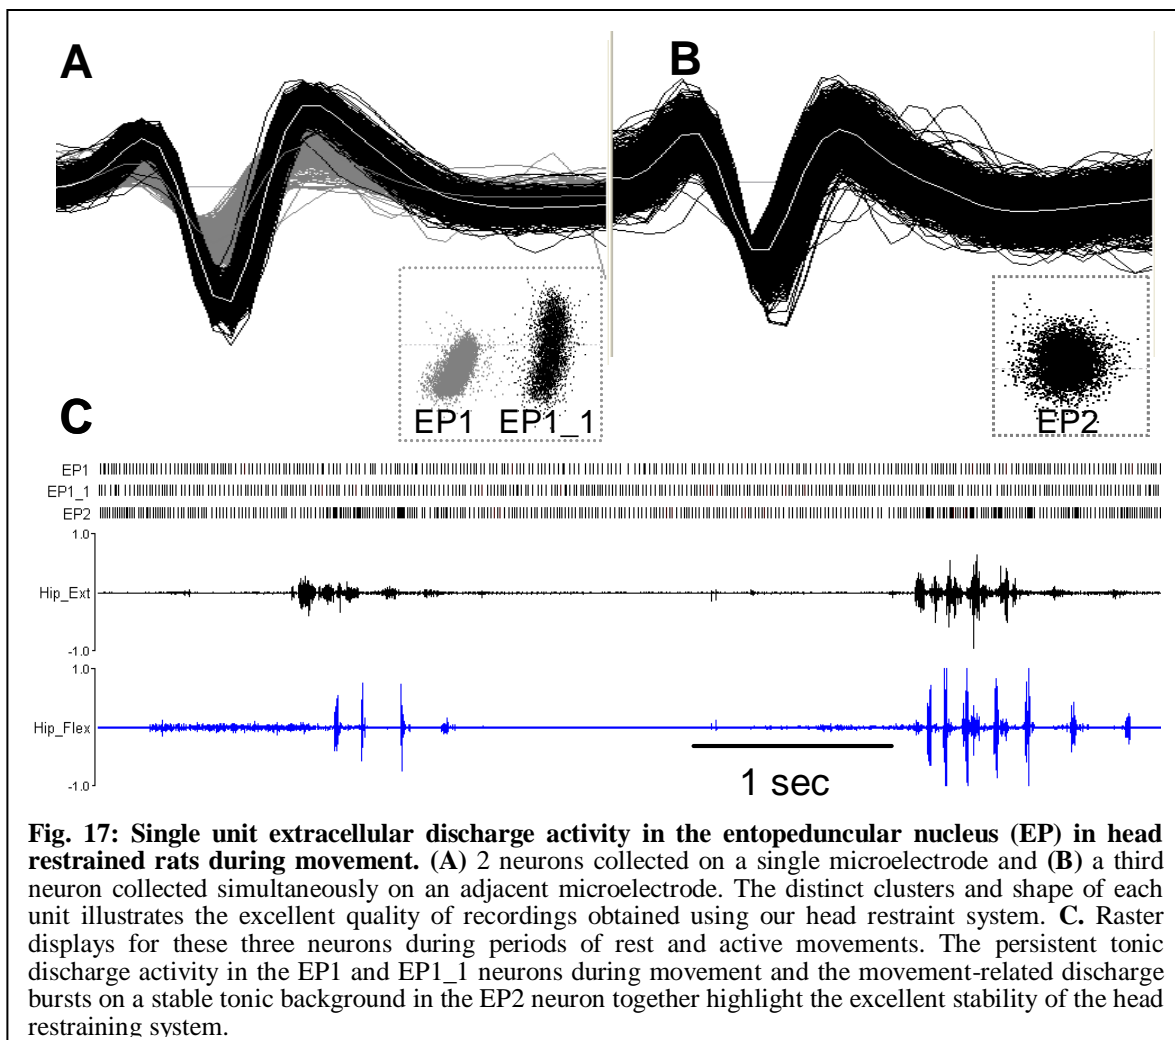 A
B
EP1 EP1_1
EP2
C
EP1
EP1_1
EP2
1.0
Hip_Ext
-1.0
1.0
Hip_Flex
-1.0
1 sec
Fig. 17: Single unit extracellular discharge activity in the entopeduncular nucleus (EP) in head
restrained rats during movement. (A) 2 neurons collected on a single microelectrode and (B) a third
neuron collected simultaneously on an adjacent microelectrode. The distinct clusters and shape of each
unit illustrates the excellent quality of recordings obtained using our head restraint system. C. Raster
displays for these three neurons during periods of rest and active movements. The persistent tonic
discharge activity in the EP1 and EP1_1 neurons during movement and the movement-related discharge
bursts on a stable tonic background in the EP2 neuron together highlight the excellent stability of the head
restraining system.